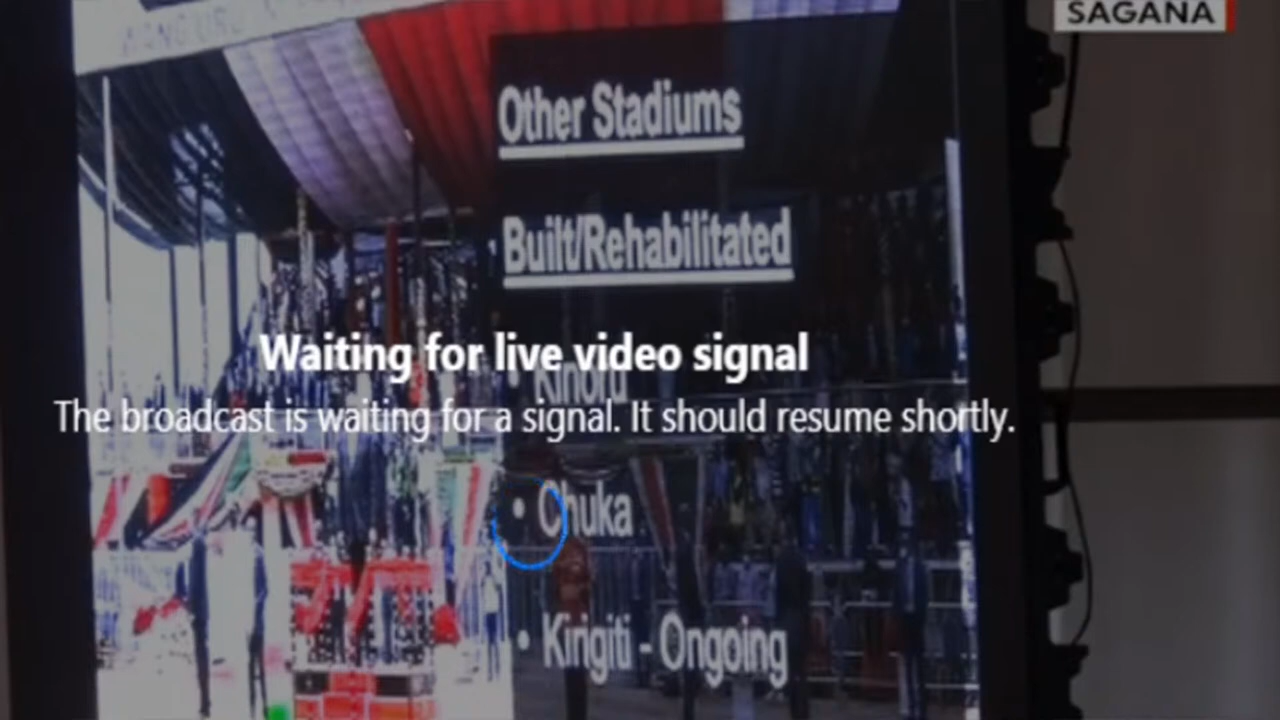 SAGANA
Other Stadiums
Built/Rehabilitated
Waiting for live video signal
• Kinoru
The broadcast is waiting for a signal. It should resume shortly.
• Chuka
• Kirigiti - Ongoing